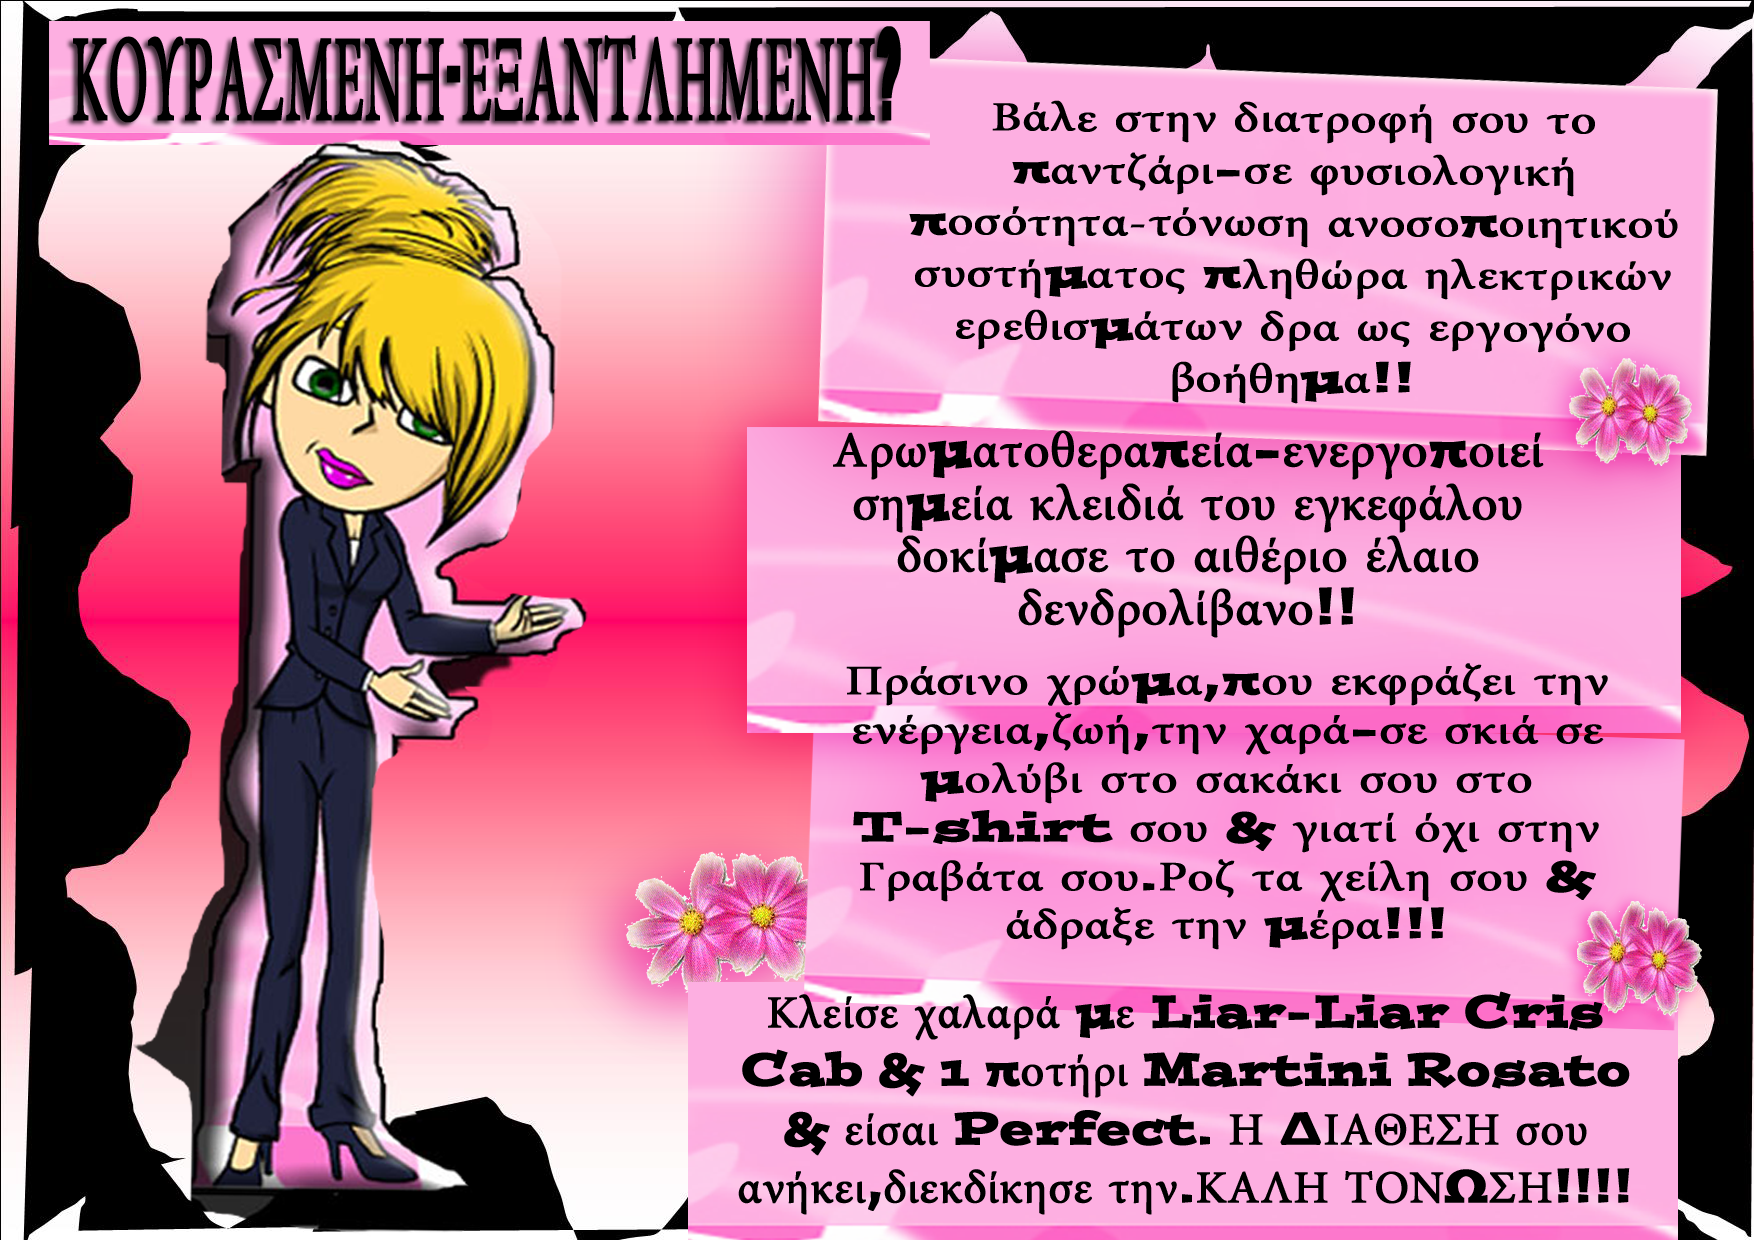 ΚΟΥΡΑΣΜΕΝΗ-ΕΞΑΝΤΛΗΜΕΝΗ?
Βάλε στην διατροφή σου το
παντζάρι-σε φυσιολογική
ποσότητα-τόνωση ανοσοποιητικού
συστήματος πληθώρα ηλεκτρικών
ερεθισμάτων δρα ως εργογόνο
βοήθημα!!
Αρωματοθεραπεία-ενεργοποιεί
σημεία κλειδιά του εγκεφάλου
δοκίμασε το αιθέριο έλαιο
δενδρολίβανο!!
Πράσινο χρώμα,που εκφράζει την
ενέργεια,ζωή,την χαρά-σε σκιά σε
μολύβι στο σακάκι σου στο
T-shirt σου & γιατί όχι στην
Γραβάτα σου.Ροζ τα χείλη σου &
άδραξε την μέρα!!!
Κλείσε χαλαρά με Liar-Liar Cris
Cab & 1 ποτήρι Martini Rosato
& είσαι Perfect. Η ΔΙΑΘΕΣΗ σου
ανήκει,διεκδίκησε την.ΚΑΛΗ ΤΟΝΩΣΗ!!!!